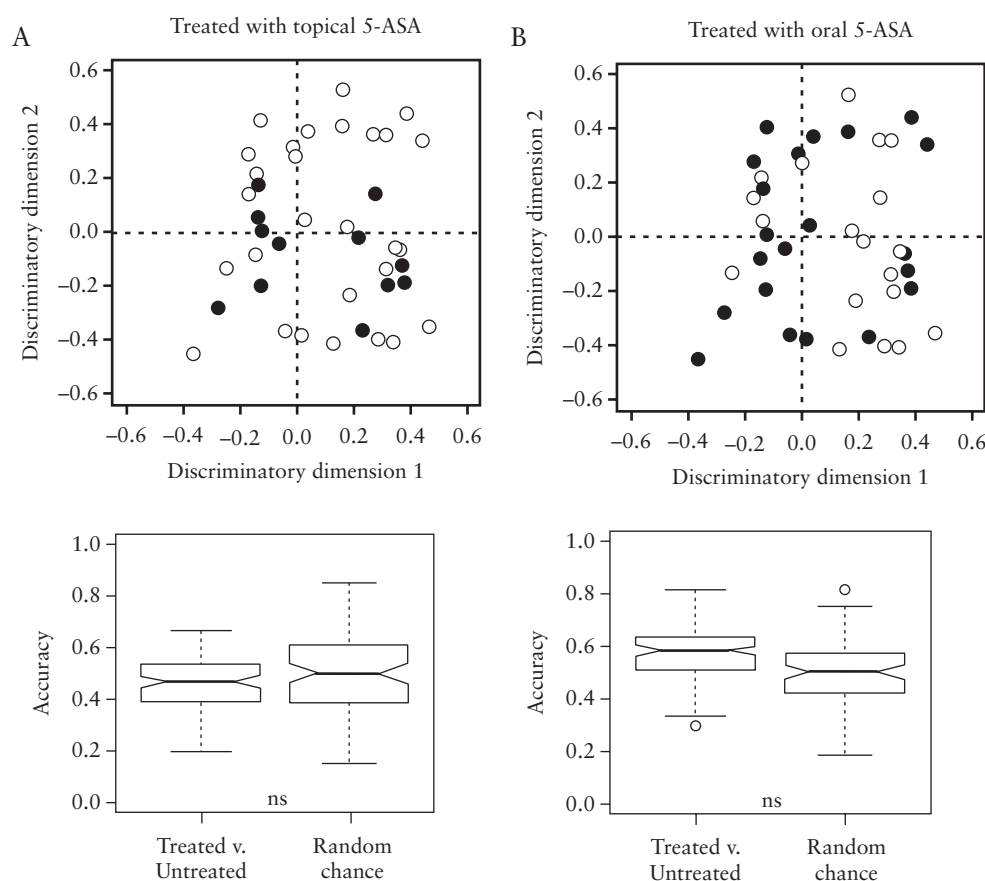 A
Treated with topical 5-ASA
Discriminatory dimension 2
0.6
0.4
0.2
0.0
−0.2
−0.4
−0.6
−0.6 −0.4 −0.2 0.0 0.2 0.4 0.6
Discriminatory dimension 1
B
Treated with oral 5-ASA
Discriminatory dimension 2
0.6
0.4
0.2
0.0
−0.2
−0.4
−0.6
−0.6 −0.4 −0.2 0.0 0.2 0.4 0.6
Discriminatory dimension 1
Accuracy
1.0
0.8
0.6
0.4
0.2
0.0
ns
Treated v.
Untreated
Random
chance
Accuracy
1.0
0.8
0.6
0.4
0.2
0.0
ns
Treated v.
Untreated
Random
chance